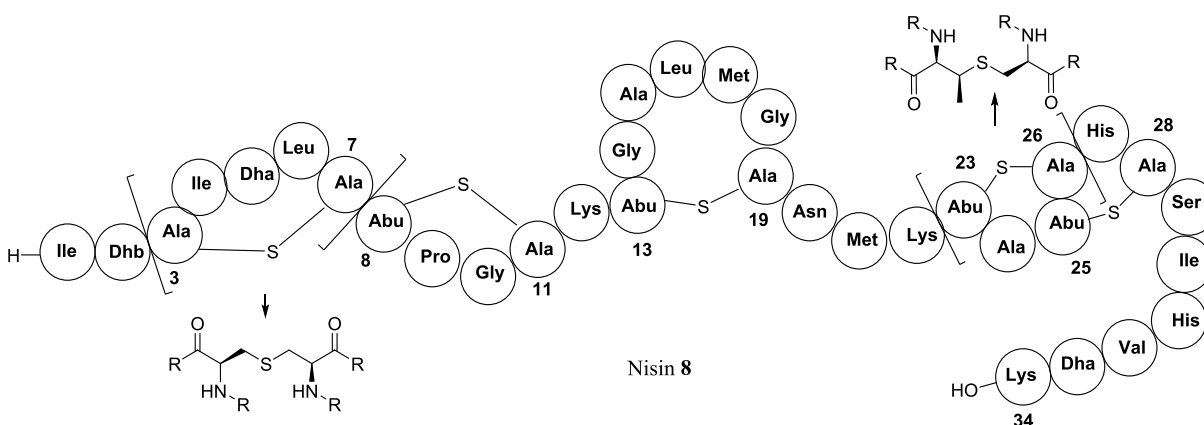 H
Ile
Dhb
Ala
3
Ile
Dha
Leu
7
Ala
S
Abu
8
Pro
Gly
Ala
11
S
Lys
Abu
13
Gly
Ala
Leu
Met
Gly
Ala
19
S
Asn
Met
Lys
23
Abu
S
26
Ala
Ala
Abu
25
S
His
28
Ala
Ser
Ile
His
Val
Dha
Lys
34
HO
R R
NH NH
R S R
O O
O O
R S R
HN HN
R R
Nisin 8